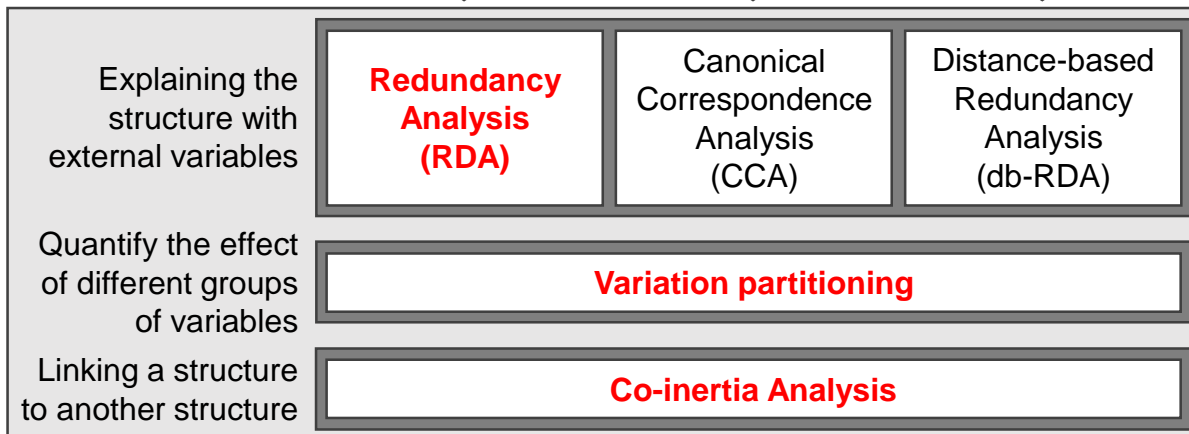 Explaining the
structure with
external variables
Redundancy
Analysis
(RDA)
Canonical
Correspondence
Analysis
(CCA)
Distance-based
Redundancy
Analysis
(db-RDA)
Quantify the effect
of different groups
of variables
Variation partitioning
Linking a structure
to another structure
Co-inertia Analysis